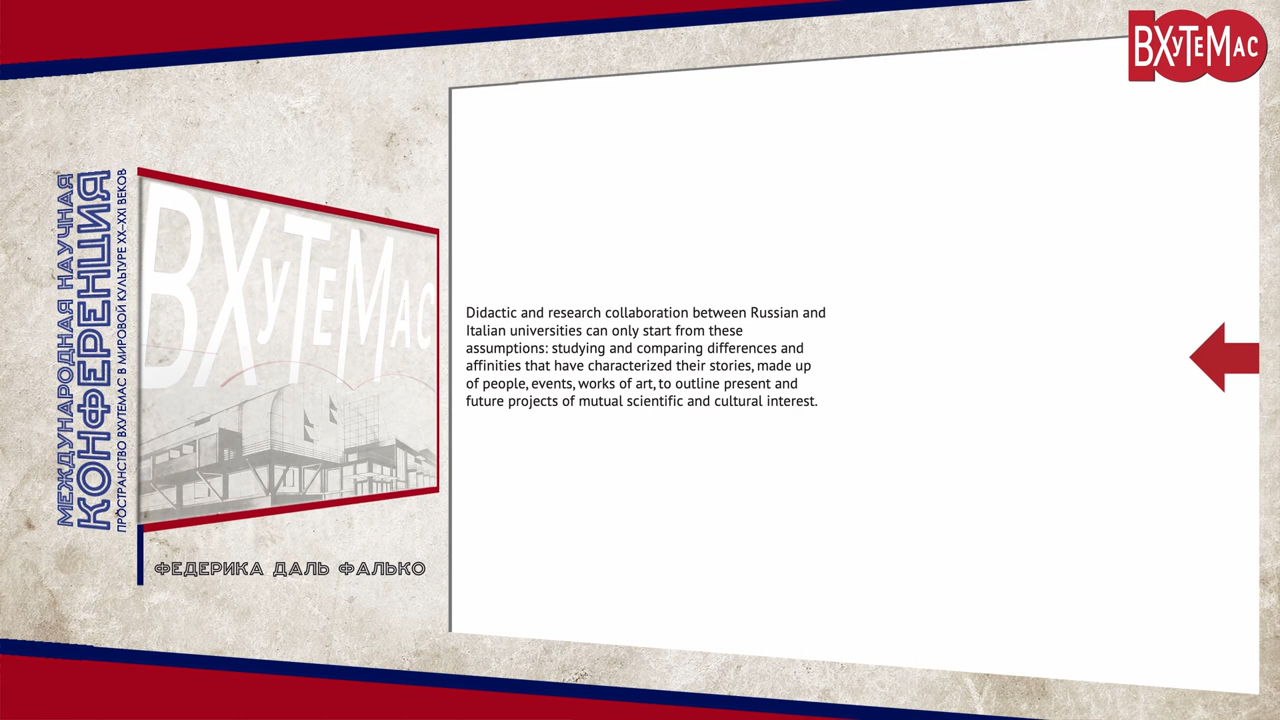 ВХУТЕМАС
МЕЖДУНАРОДНАЯ НАУЧНАЯ
КОНФЕРЕНЦИЯ
ПРОСТРАНСТВО ВХУТЕМАС В МИРОВОЙ КУЛЬТУРЕ XX–XXI ВЕКОВ
ВХУТЕМАС
ФЕДЕРИКА ДАЛЬ ФАЛЬКО
Didactic and research collaboration between Russian and
Italian universities can only start from these
assumptions: studying and comparing differences and
affinities that have characterized their stories, made up
of people, events, works of art, to outline present and
future projects of mutual scientific and cultural interest.